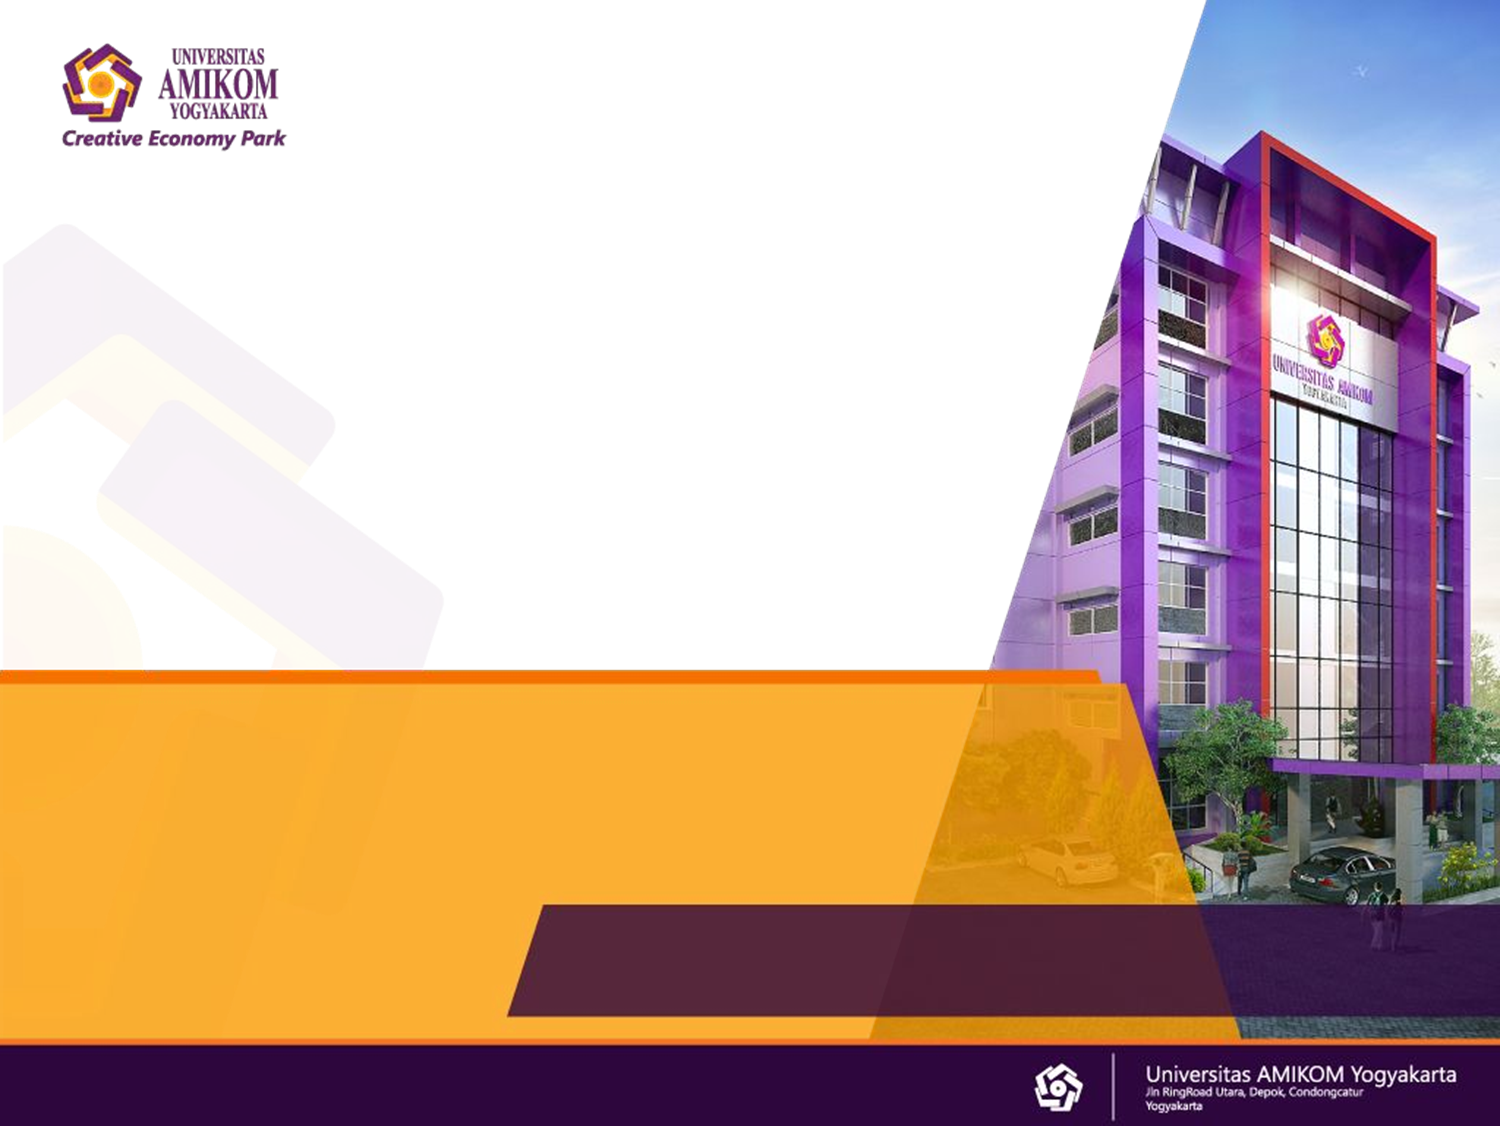 UNIVERSITAS
AMIKOM
YOGYAKARTA
Creative Economy Park
UNIVERSITAS AMIKOM
YOGYAKARTA
Universitas AMIKOM Yogyakarta
Jln RingRoad Utara, Depok, Condongcatur
Yogyakarta